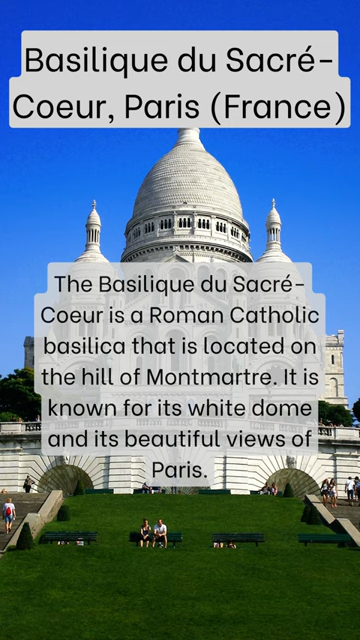 Basilique du Sacré-
Coeur, Paris (France)
The Basilique du Sacré-
Coeur is a Roman Catholic
basilica that is located on
the hill of Montmartre. It is
known for its white dome
and its beautiful views of
Paris.